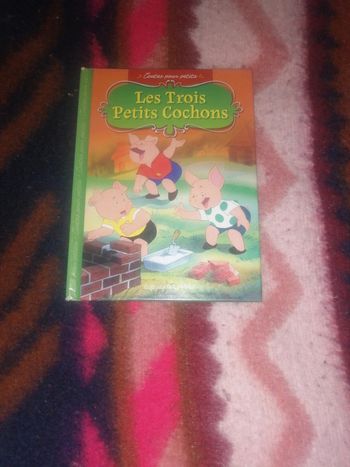 Contes pour petits
Les Trois
Petits Cochons